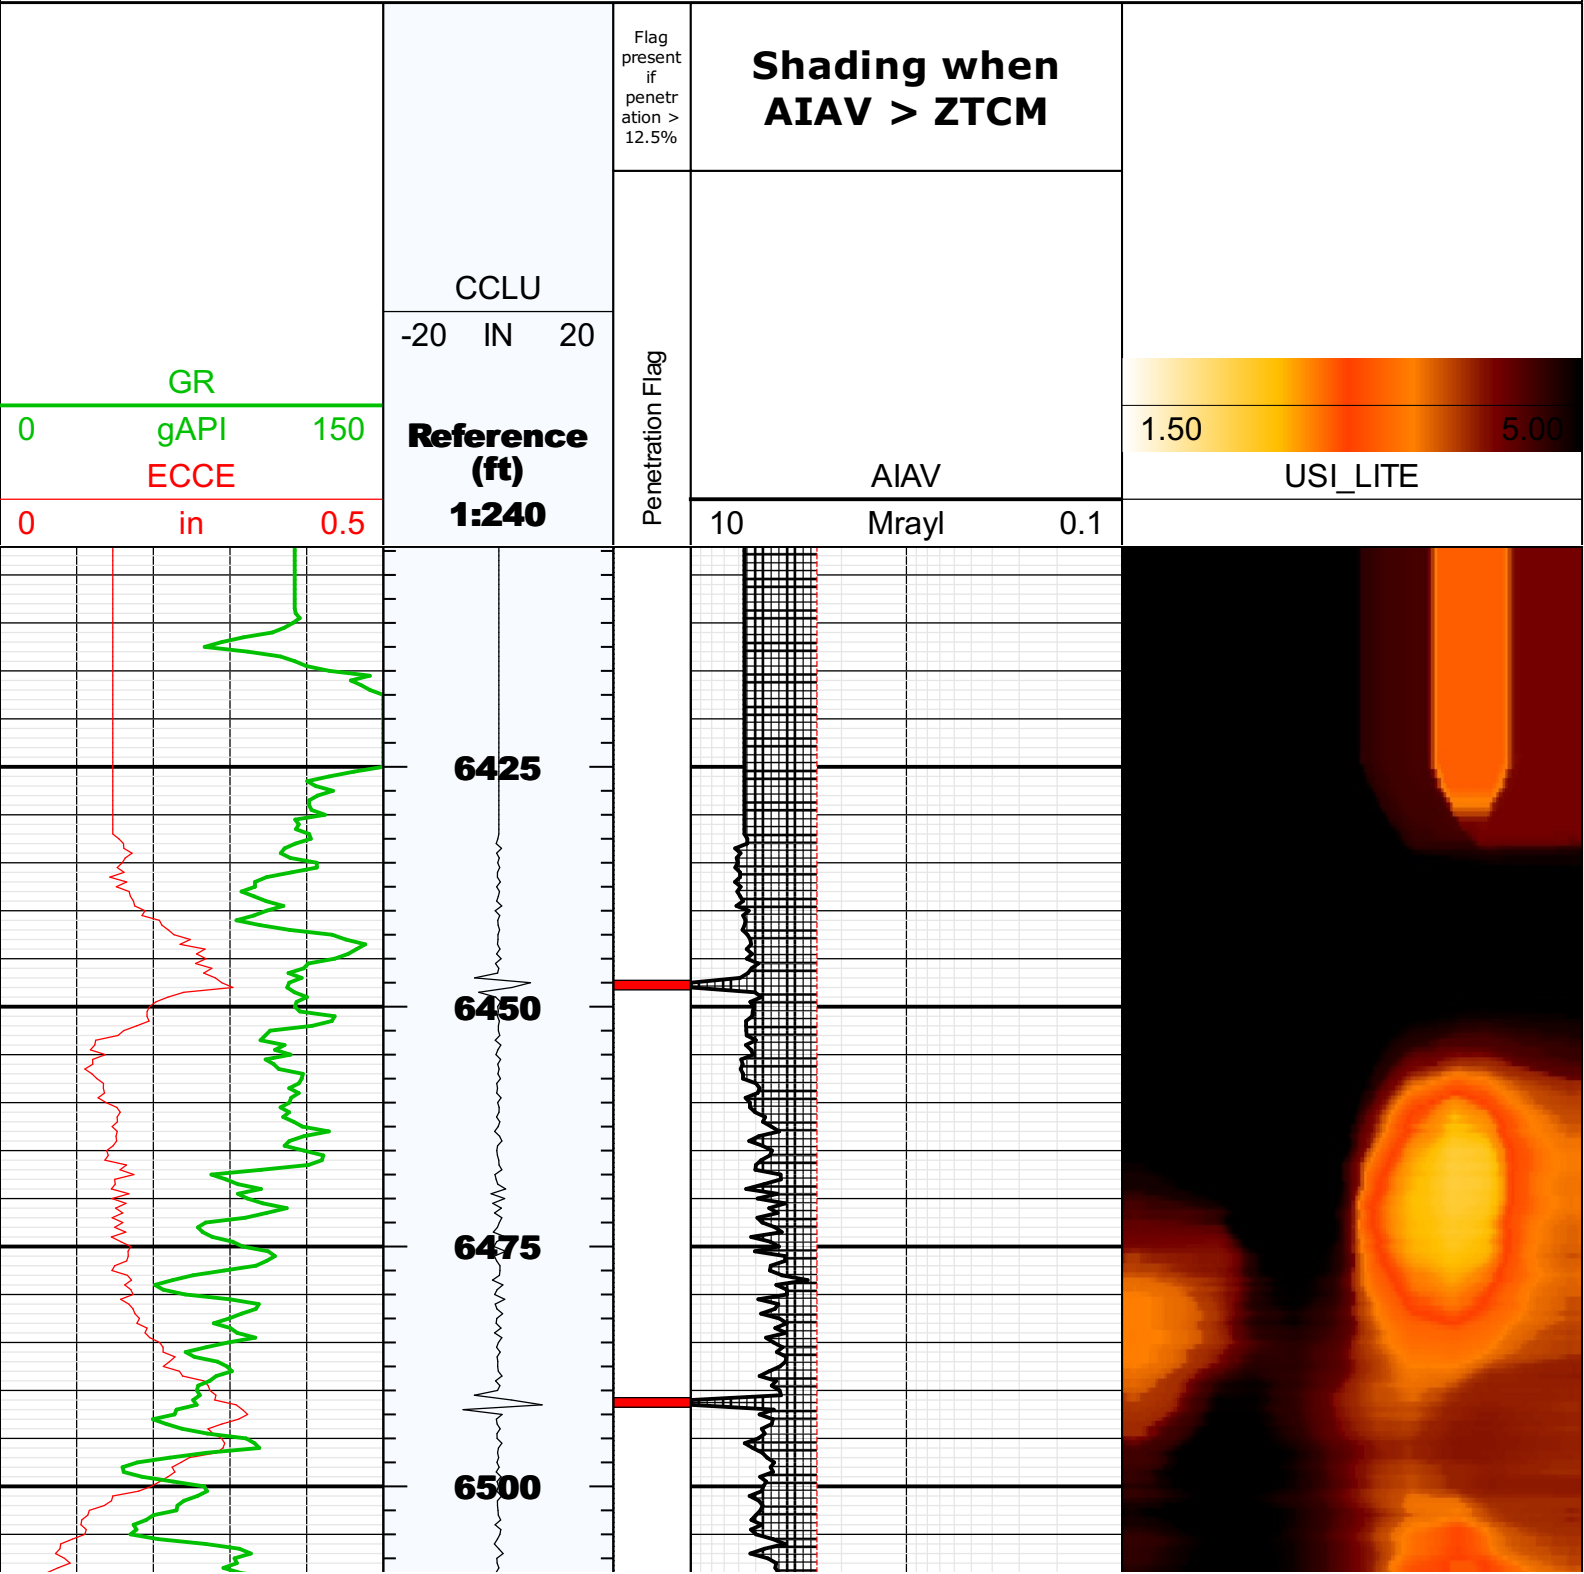 Flag
present
if
penetr
ation >
12.5%
Shading when
AIAV > ZTCM
CCLU
-20 IN 20
GR
0 gAPI 150
ECCE
0 in 0.5
Reference
(ft)
1:240
Penetration Flag
AIAV
10 Mrayl 0.1
1.50 5.00
USI_LITE
6425
6450
6475
6500